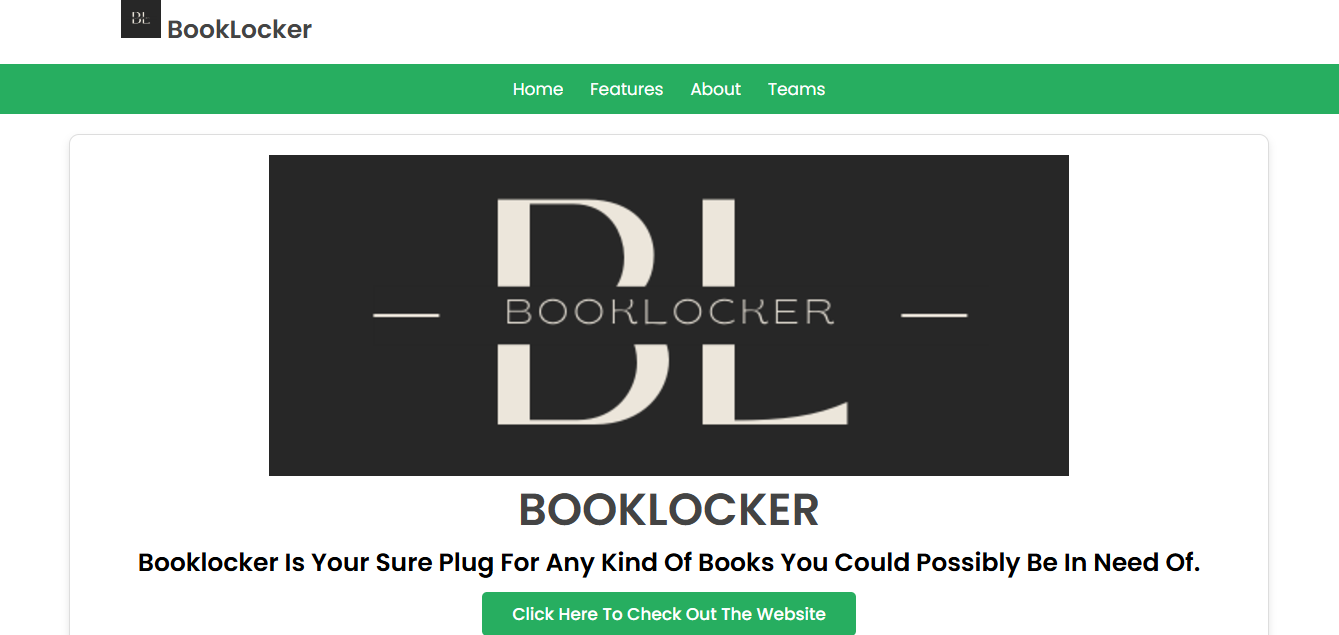 BL
BookLocker
Home Features About Teams
BL
BOOKLOCKER
BOOKLOCKER
Booklocker Is Your Sure Plug For Any Kind Of Books You Could Possibly Be In Need Of.
Click Here To Check Out The Website